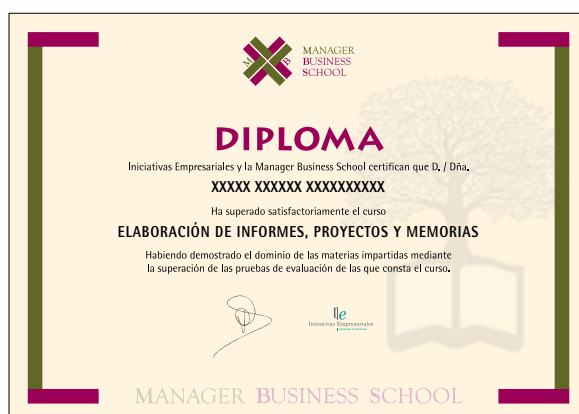 MANAGER
BUSINESS
SCHOOL
M B
DIPLOMA
Iniciativas Empresariales y la Manager Business School certifican que D. / Dña.
XXXXX XXXXXX XXXXXXXXXX
Ha superado satisfactoriamente el curso
ELABORACIÓN DE INFORMES, PROYECTOS Y MEMORIAS
Habiendo demostrado el dominio de las materias impartidas mediante
la superación de las pruebas de evaluación de las que consta el curso.
Ile
Iniciativas Empresariales
MANAGER BUSINESS SCHOOL